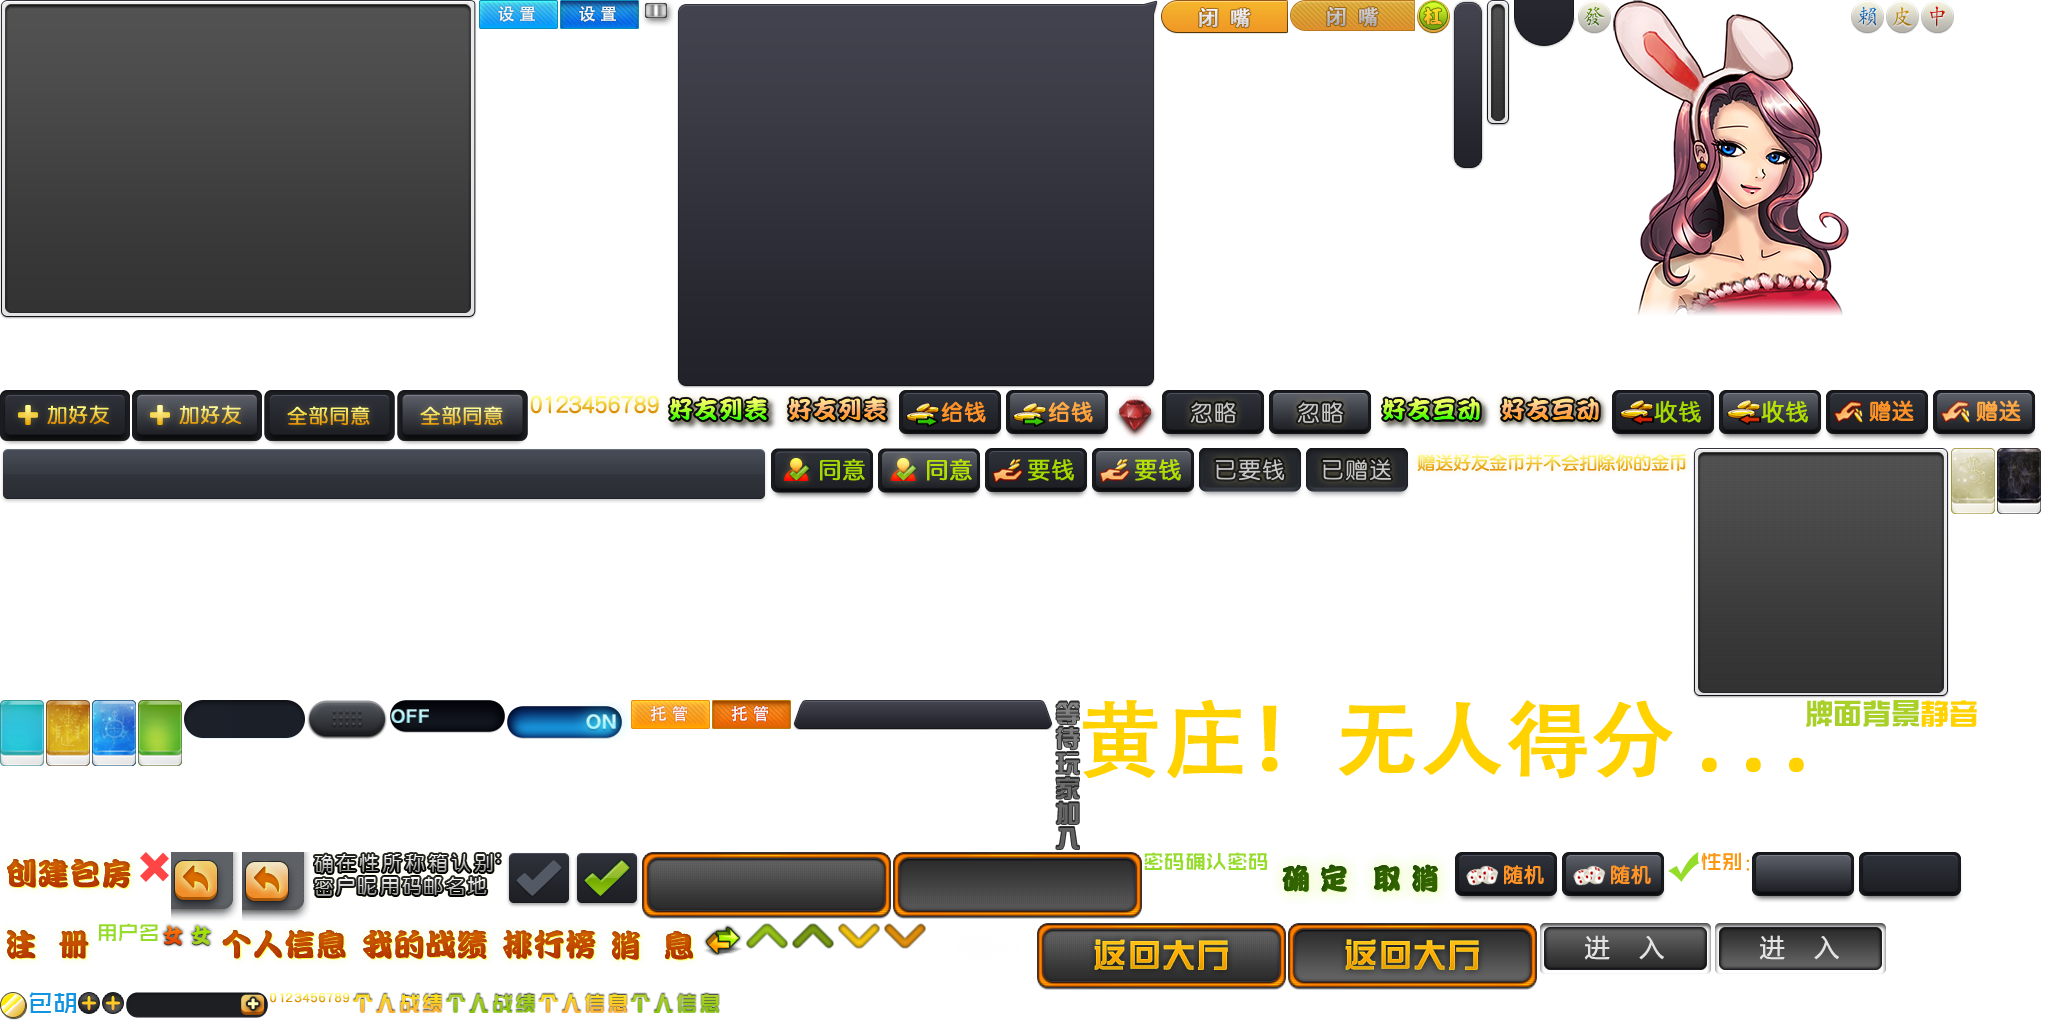 设 置
设 置
闭 嘴
闭 嘴
杠
發
賴
皮
中
加好友
加好友
全部同意
全部同意
0123456789
好友列表
好友列表
给钱
给钱
忽略
忽略
好友互动
好友互动
收钱
收钱
赠送
赠送
同意
同意
要钱
要钱
已要钱
已赠送
赠送好友金币并不会扣除你的金币
OFF
ON
托 管
托 管
等待玩家加入
黄庄！无人得分...
牌面背景静音
创建包房
确在性所称箱认别:
密户昵用码邮名地
密码确认密码
确 定
取 消
随机
随机
性别:
注 册
用户名
女
女
个人信息
我的战绩
排行榜
消 息
返回大厅
返回大厅
进 入
进 入
包胡
0123456789
个人战绩
个人战绩
个人信息
个人信息